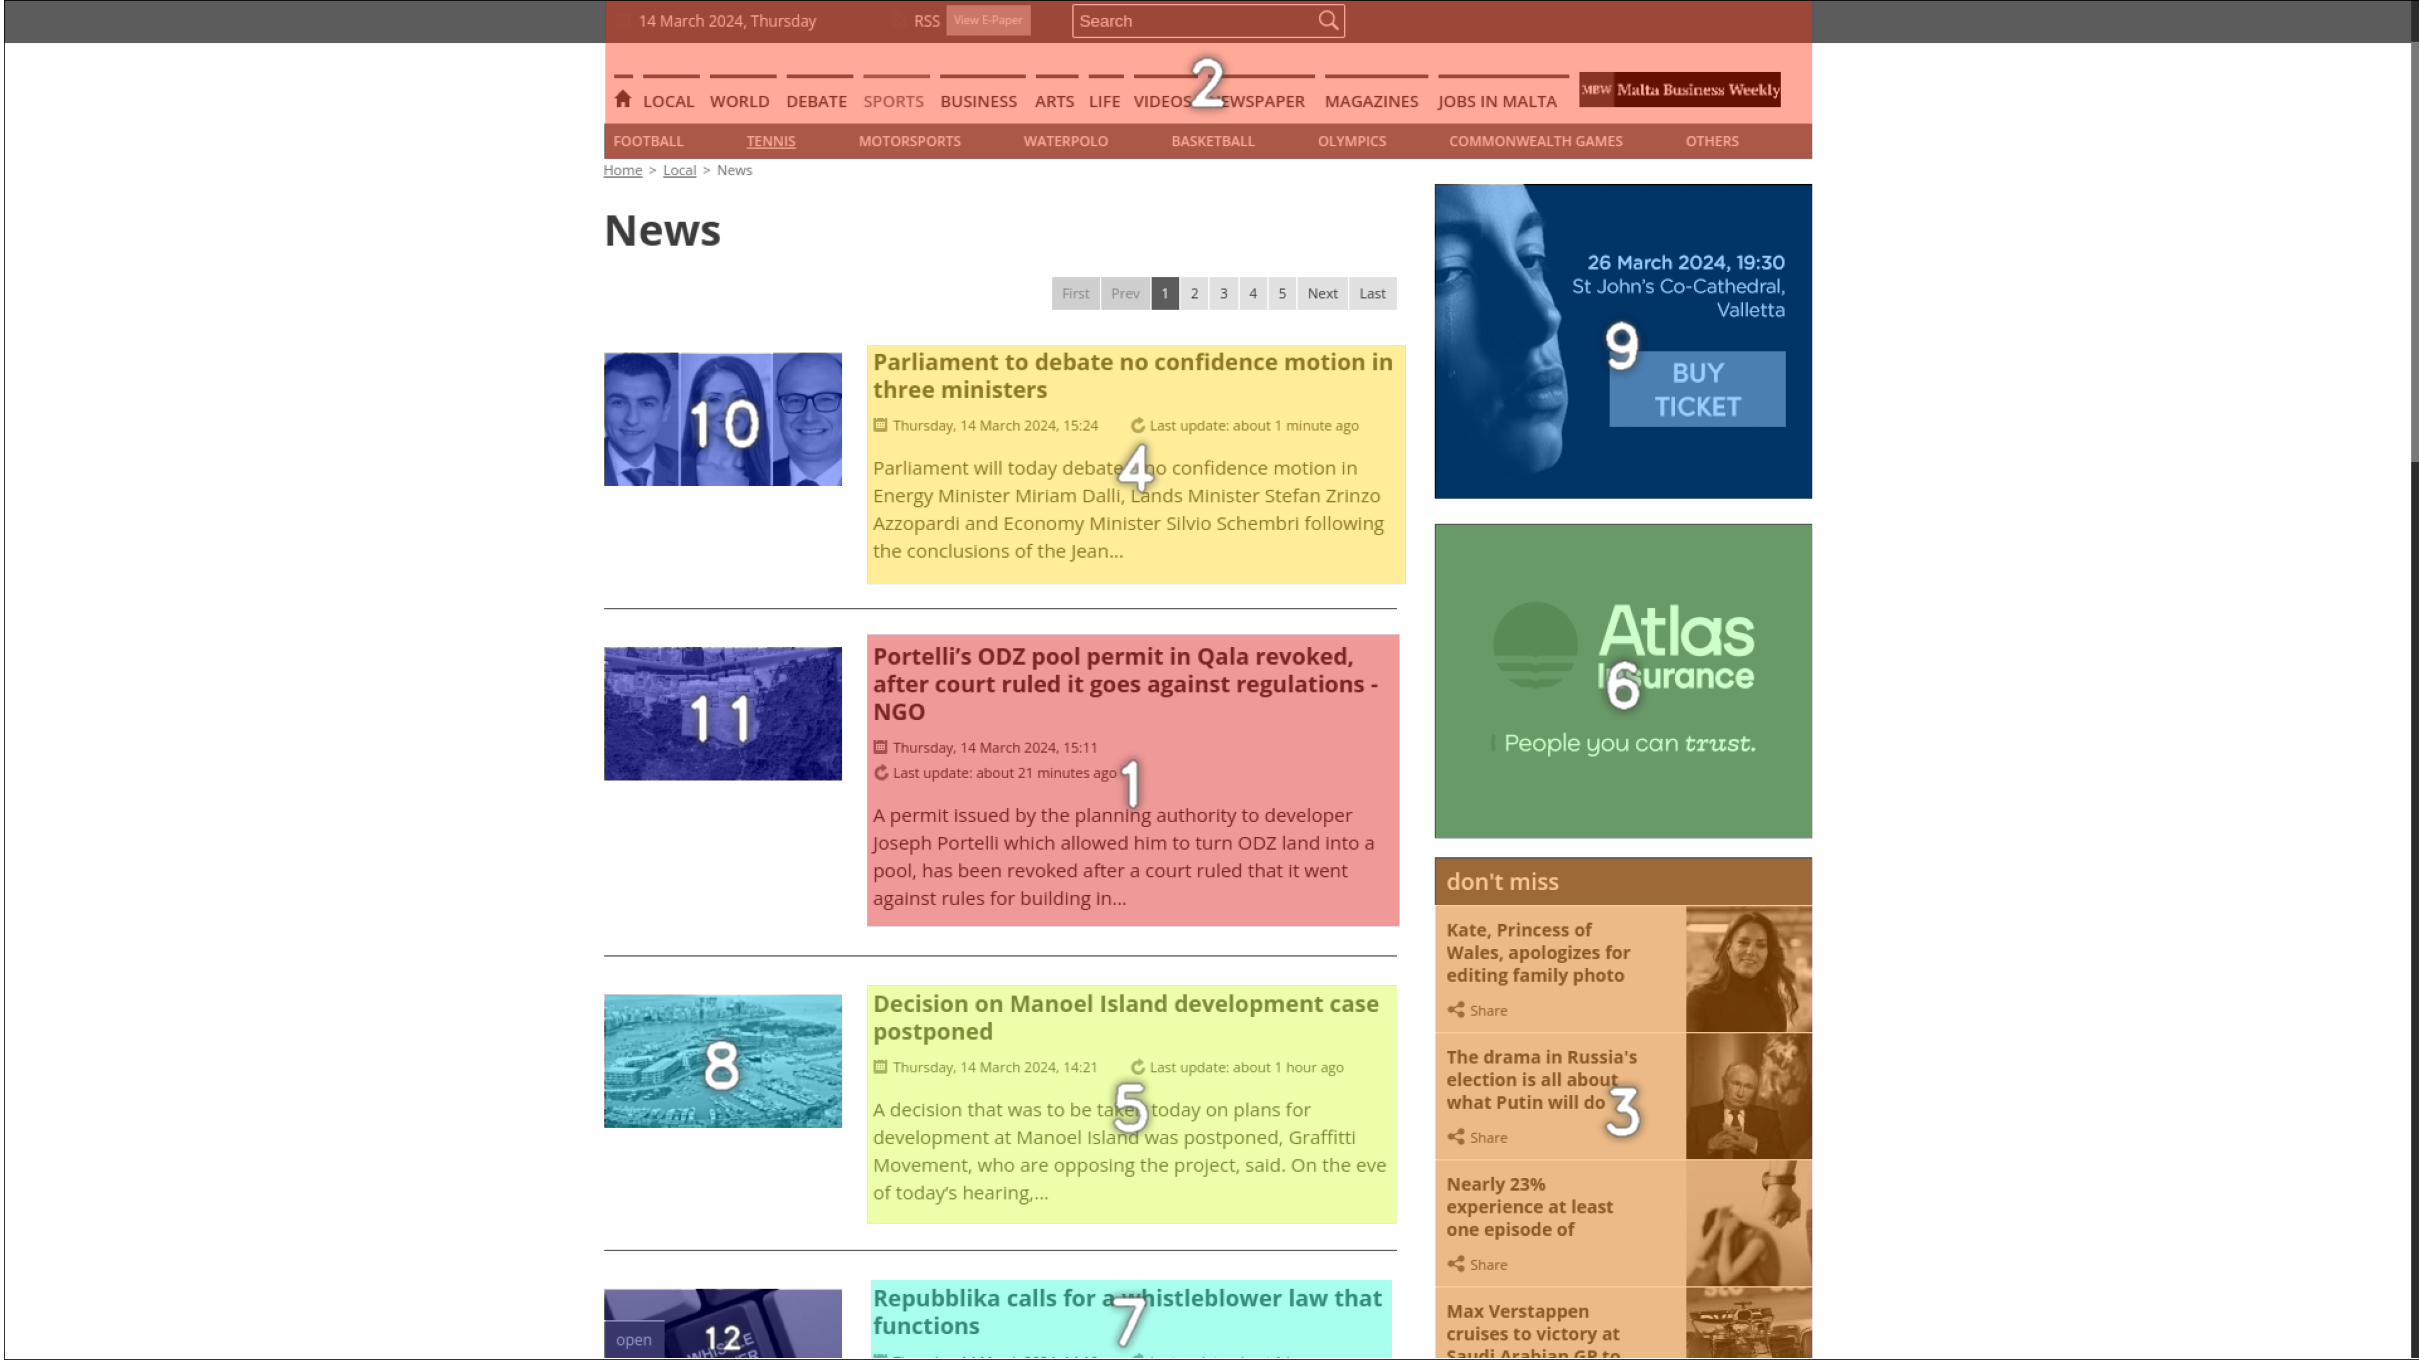 14 March 2024, Thursday
RSS
View E-Paper
Search
2
LOCAL WORLD DEBATE SPORTS BUSINESS ARTS LIFE VIDEOS NEWSPAPER MAGAZINES JOBS IN MALTA
MBW Malta Business Weekly
FOOTBALL TENNIS MOTORSPORTS WATERPOLO BASKETBALL OLYMPICS COMMONWEALTH GAMES OTHERS
Home > Local > News
News
First Prev 1 2 3 4 5 Next Last
10
Parliament to debate no confidence motion in
three ministers
Thursday, 14 March 2024, 15:24 Last update: about 1 minute ago
4
Parliament will today debate no confidence motion in
Energy Minister Miriam Dalli, Lands Minister Stefan Zrinzo
Azzopardi and Economy Minister Silvio Schembri following
the conclusions of the Jean...
11
Portelli’s ODZ pool permit in Qala revoked,
after court ruled it goes against regulations -
NGO
Thursday, 14 March 2024, 15:11
Last update: about 21 minutes ago
1
A permit issued by the planning authority to developer
Joseph Portelli which allowed him to turn ODZ land into a
pool, has been revoked after a court ruled that it went
against rules for building in...
8
Decision on Manoel Island development case
postponed
Thursday, 14 March 2024, 14:21 Last update: about 1 hour ago
5
A decision that was to be taken today on plans for
development at Manoel Island was postponed, Graffitti
Movement, who are opposing the project, said. On the eve
of today’s hearing,...
open
12
Repubblika calls for a whistleblower law that
functions
7
26 March 2024, 19:30
St John’s Co-Cathedral,
Valletta
9
BUY
TICKET
Atlas
Insurance
6
People you can trust.
don't miss
Kate, Princess of
Wales, apologizes for
editing family photo
Share
The drama in Russia's
election is all about
what Putin will do
3
Share
Nearly 23%
experience at least
one episode of
Share
Max Verstappen
cruises to victory at
Saudi Arabian GP to